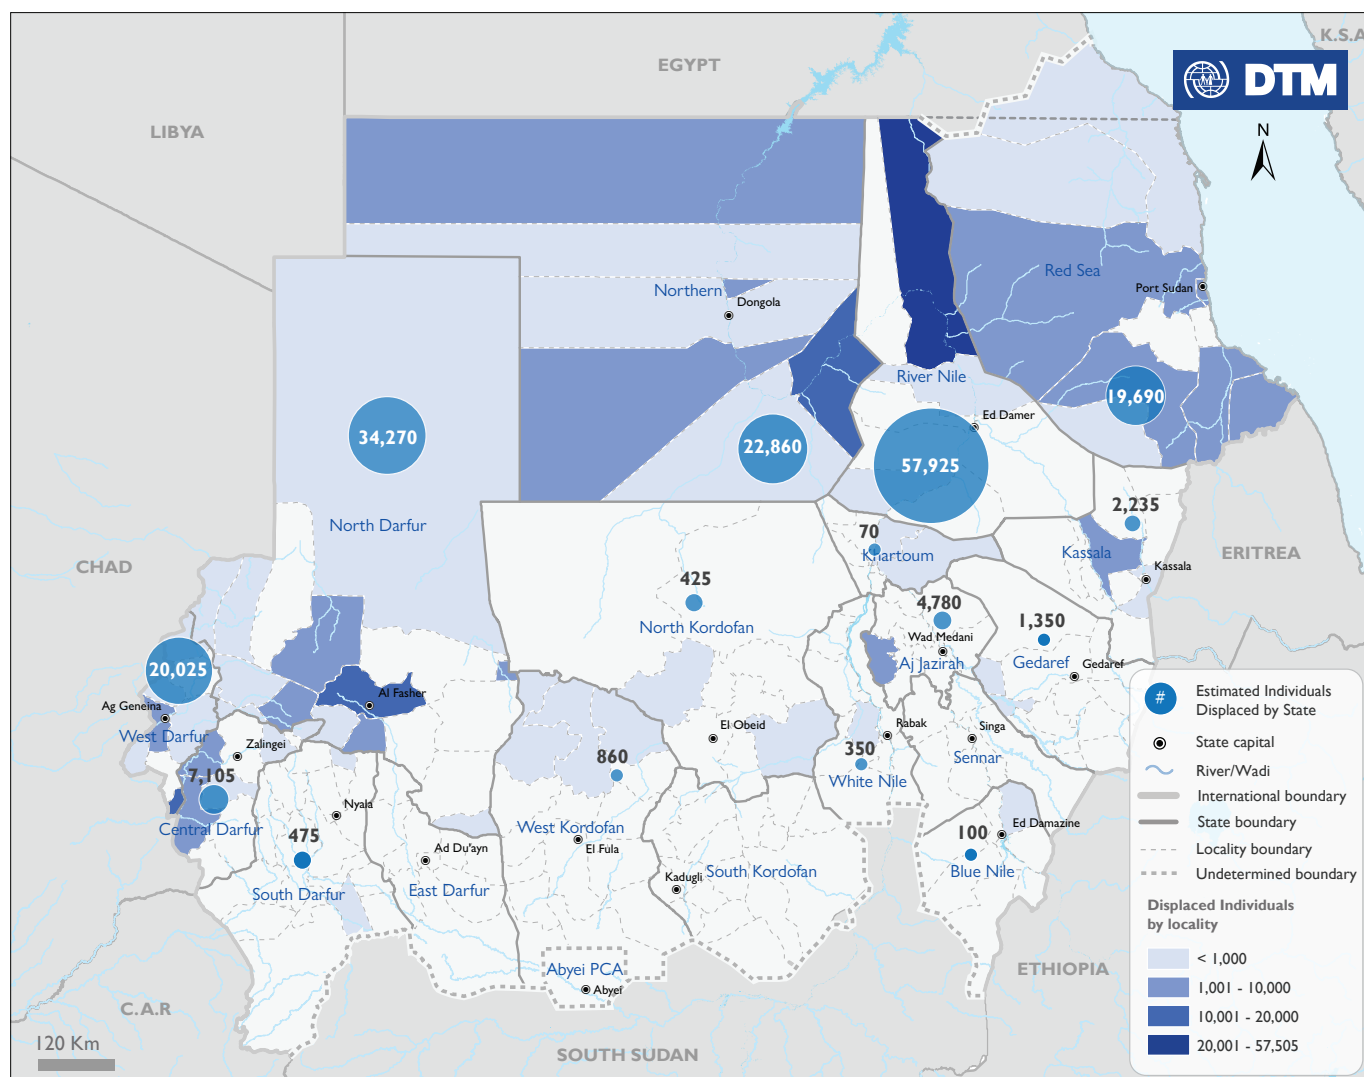 EGYPT
K.S.A
DTM
LIBYA
N
Red Sea
Port Sudan
Northern
Dongola
River Nile
19,690
Ed Damer
34,270
22,860
57,925
2,235
North Darfur
70
Khartoum
Kassala
Kassala
ERITREA
CHAD
425
North Kordofan
4,780
Wad Medani
Aj Jazirah
1,350
Gedaref
Gedaref
20,025
Ag Geneina
West Darfur
Al Fasher
Zalingei
El Obeid
Rabak
Singa
Sennar
860
350
White Nile
7,105
Central Darfur
Nyala
475
South Darfur
Ad Du'ayn
East Darfur
West Kordofan
El Fula
Kadugli
South Kordofan
100
Ed Damazine
Blue Nile
Abyei PCA
Abyei
ETHIOPIA
C.A.R
SOUTH SUDAN
120 Km
#
Estimated Individuals
Displaced by State
State capital
River/Wadi
International boundary
State boundary
Locality boundary
Undetermined boundary
Displaced Individuals
by locality
< 1,000
1,001 - 10,000
10,001 - 20,000
20,001 - 57,505